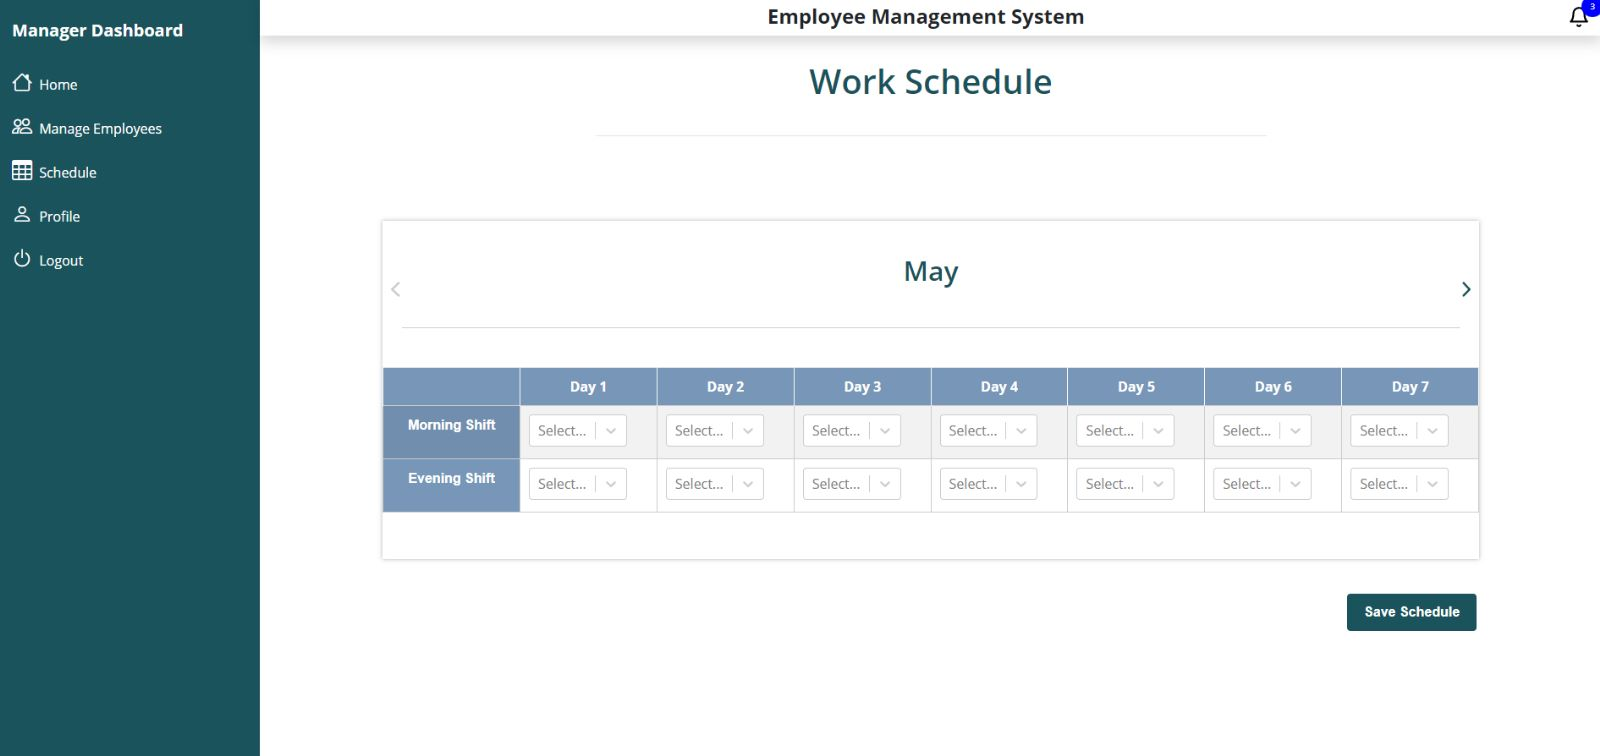 Manager Dashboard
Employee Management System
3
Home
Manage Employees
Schedule
Profile
Logout
Work Schedule
May
Day 1 Day 2 Day 3 Day 4 Day 5 Day 6 Day 7
Morning Shift Select... Select... Select... Select... Select... Select... Select...
Evening Shift Select... Select... Select... Select... Select... Select... Select...
Save Schedule